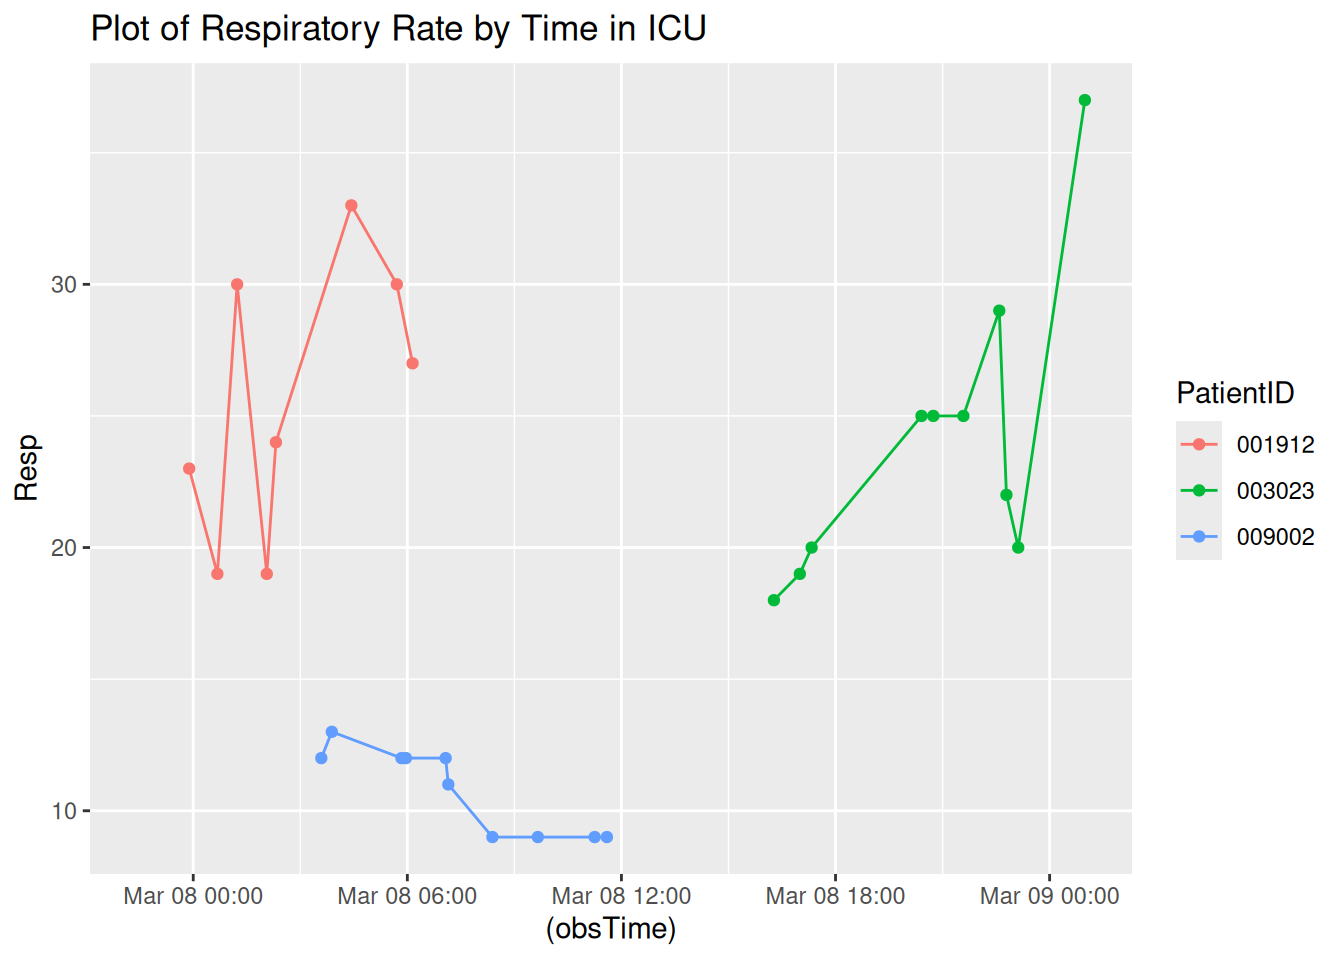 Plot of Respiratory Rate by Time in ICU
Resp
30
20
10
Mar 08 00:00 Mar 08 06:00 Mar 08 12:00 Mar 08 18:00 Mar 09 00:00
(obsTime)
PatientID
001912
003023
009002